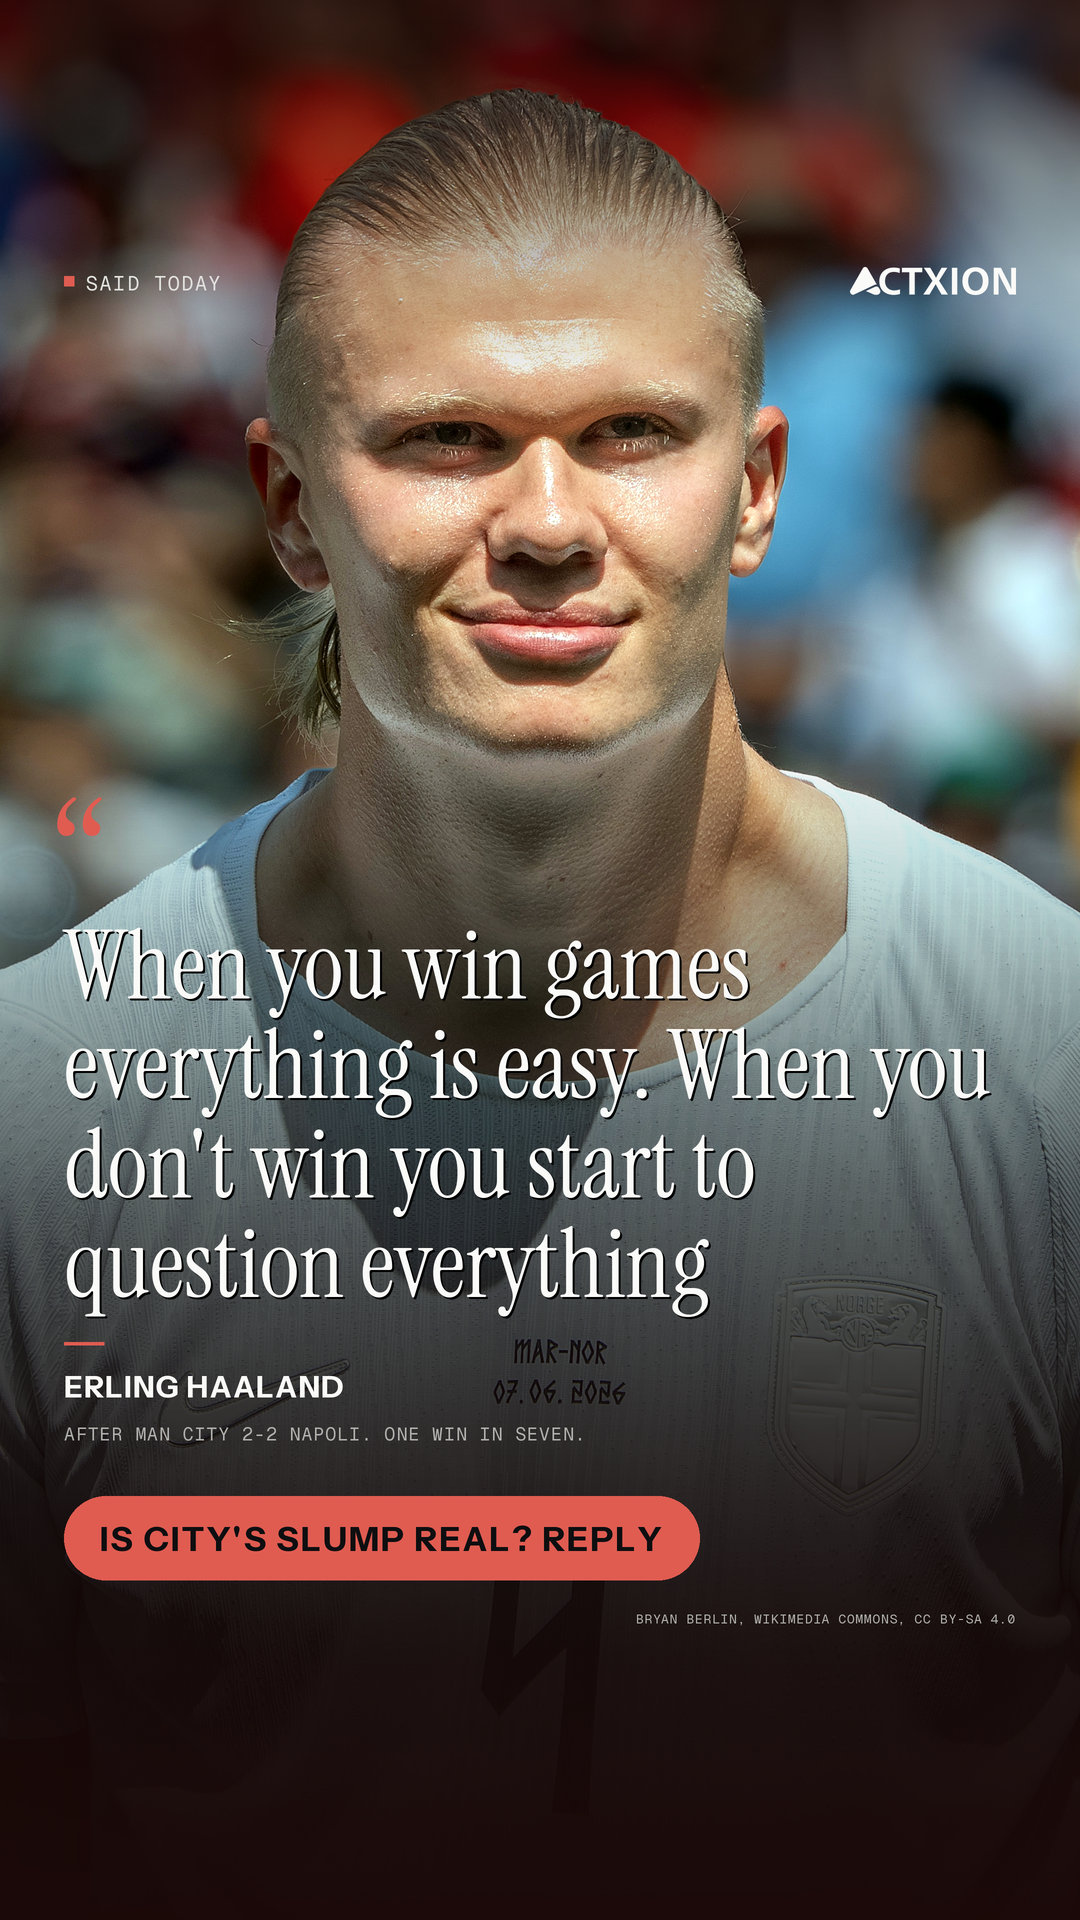 SAID TODAY
ACTXION
“
When you win games
everything is easy. When you
don't win you start to
question everything
NORGE
MAR-NOR
07.06.2026
ERLING HAALAND
AFTER MAN CITY 2-2 NAPOLI. ONE WIN IN SEVEN.
IS CITY'S SLUMP REAL? REPLY
BRYAN BERLIN, WIKIMEDIA COMMONS, CC BY-SA 4.0